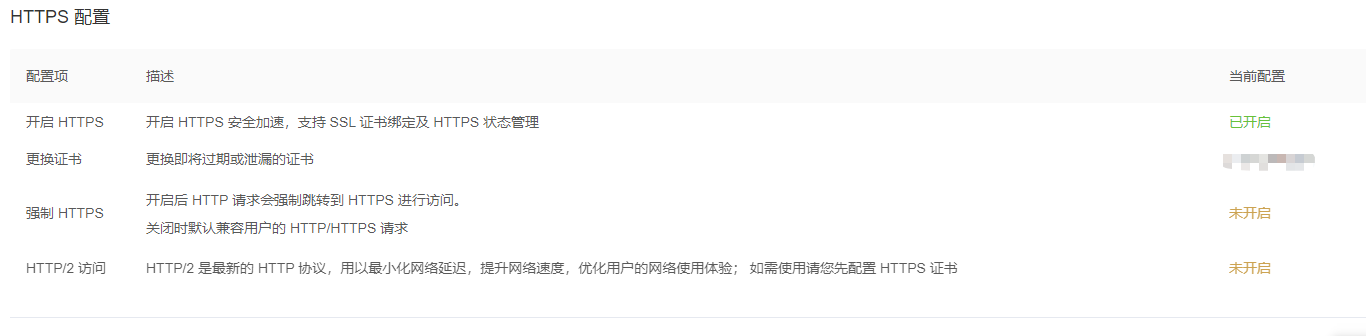 HTTPS 配置
配置项 描述 当前配置
开启 HTTPS 开启 HTTPS 安全加速，支持 SSL 证书绑定及 HTTPS 状态管理 已开启
更换证书 更换即将过期或泄漏的证书
开启后 HTTP 请求会强制跳转到 HTTPS 进行访问。
强制 HTTPS 未开启
关闭时默认兼容用户的 HTTP/HTTPS 请求
HTTP/2 访问 HTTP/2 是最新的 HTTP 协议，用以最小化网络延迟，提升网络速度，优化用户的网络使用体验； 如需使用请您先配置 HTTPS 证书 未开启